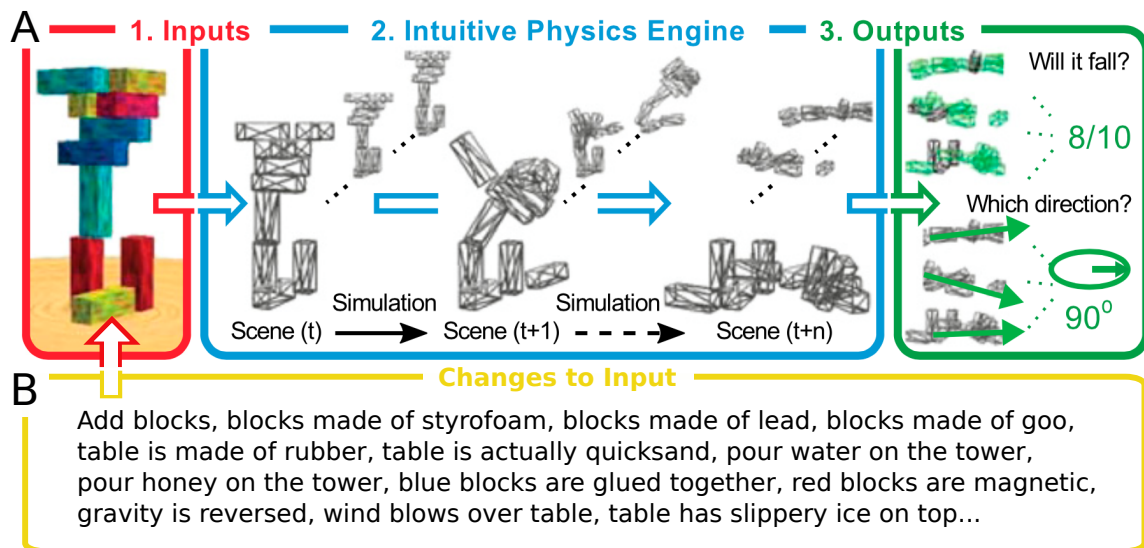 A
1. Inputs
2. Intuitive Physics Engine
3. Outputs
Will it fall?
8/10
Which direction?
90⁰
Simulation
Simulation
Scene (t)
Scene (t+1)
Scene (t+n)
B
Changes to Input
Add blocks, blocks made of styrofoam, blocks made of lead, blocks made of goo,
table is made of rubber, table is actually quicksand, pour water on the tower,
pour honey on the tower, blue blocks are glued together, red blocks are magnetic,
gravity is reversed, wind blows over table, table has slippery ice on top...